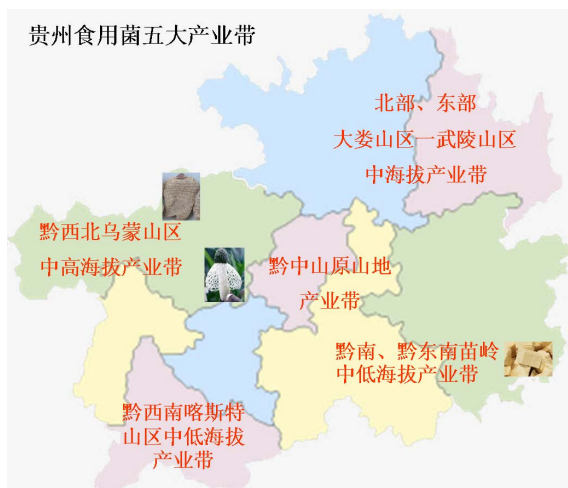 贵州食用菌五大产业带
北部、东部
大娄山区一武陵山区
中海拔产业带
黔西北乌蒙山区
中高海拔产业带
黔中山原山地
产业带
黔南、黔东南苗岭
中低海拔产业带
黔西南喀斯特
山区中低海拔
产业带